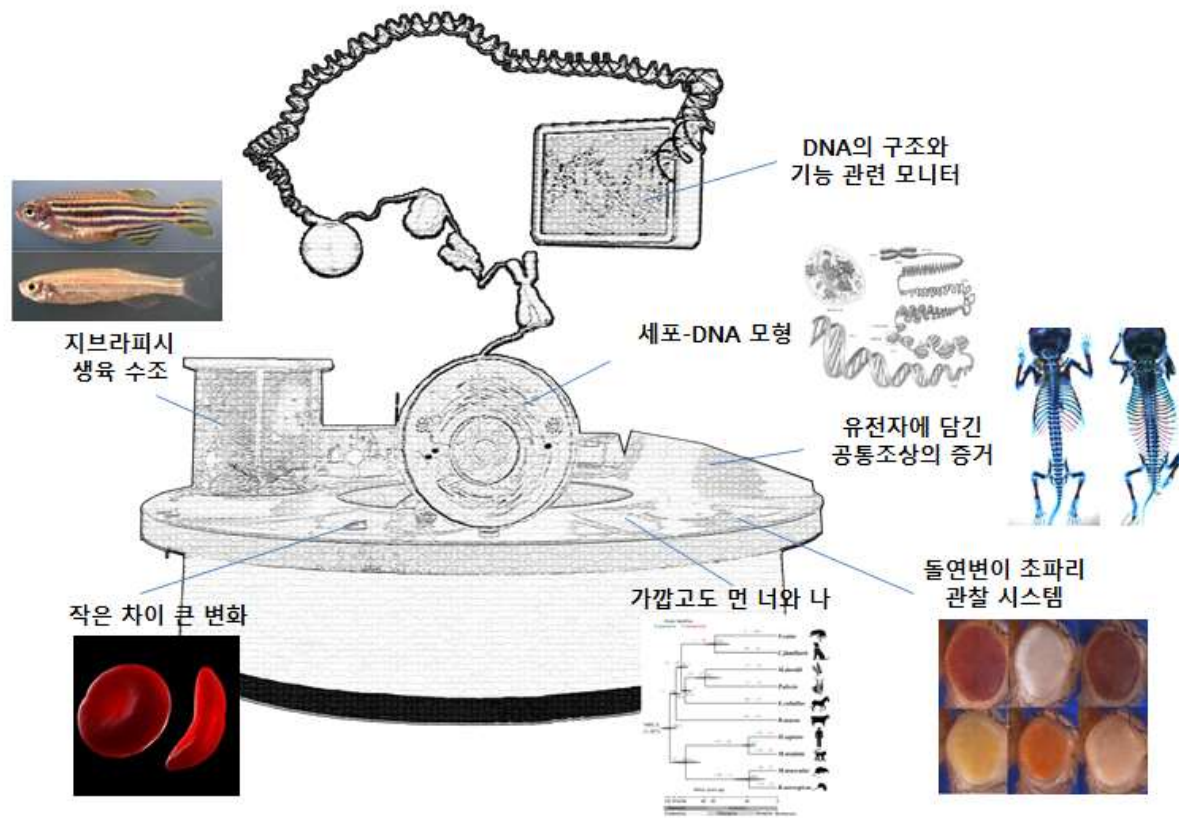 DNA의 구조와
기능 관련 모니터
지브라피시
생육 수조
세포-DNA 모형
유전자에 담긴
공통조상의 증거
돌연변이 초파리
관찰 시스템
작은 차이 큰 변화
가깝고도 먼 너와 나